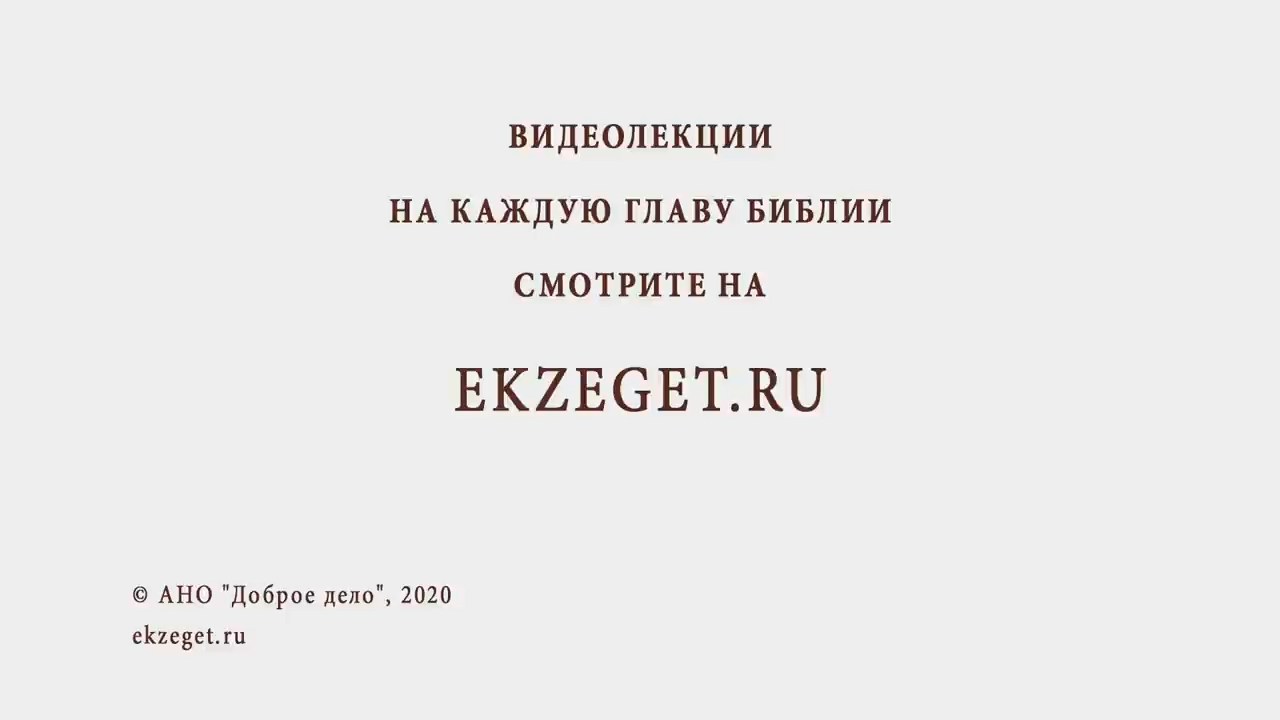 ВИДЕОЛЕКЦИИ
НА КАЖДУЮ ГЛАВУ БИБЛИИ
СМОТРИТЕ НА
EKZEGET.RU
© АНО "Доброе дело", 2020
ekzeget.ru